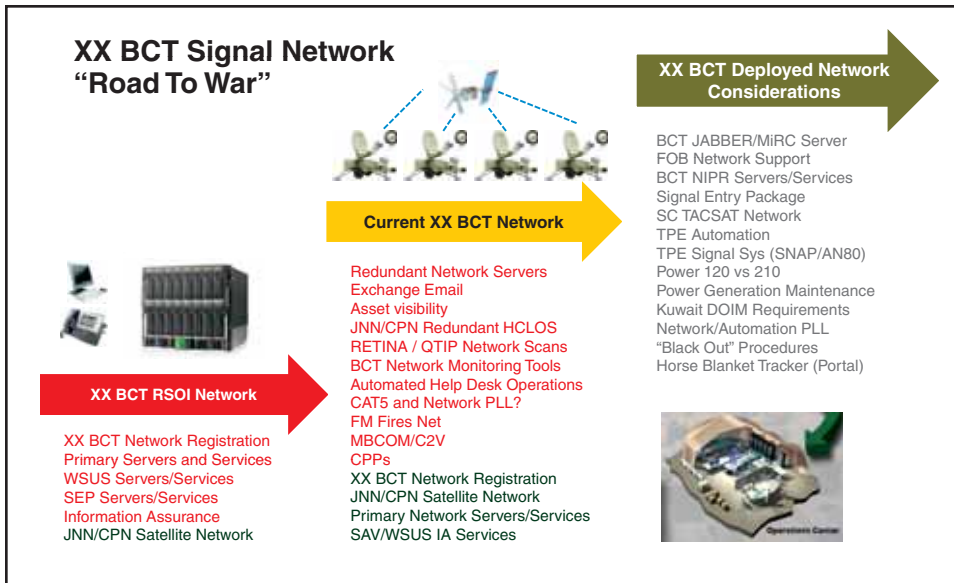 XX BCT Signal Network
“Road To War”
XX BCT RSOI Network
XX BCT Network Registration
Primary Servers and Services
WSUS Servers/Services
SEP Servers/Services
Information Assurance
JNN/CPN Satellite Network
Current XX BCT Network
Redundant Network Servers
Exchange Email
Asset visibility
JNN/CPN Redundant HCLOS
RETINA / QTIP Network Scans
BCT Network Monitoring Tools
Automated Help Desk Operations
CAT5 and Network PLL?
FM Fires Net
MBCOM/C2V
CPPs
XX BCT Network Registration
JNN/CPN Satellite Network
Primary Network Servers/Services
SAV/WSUS IA Services
XX BCT Deployed Network
Considerations
BCT JABBER/MiRC Server
FOB Network Support
BCT NIPR Servers/Services
Signal Entry Package
SC TACSAT Network
TPE Automation
TPE Signal Sys (SNAP/AN80)
Power 120 vs 210
Power Generation Maintenance
Kuwait DOIM Requirements
Network/Automation PLL
“Black Out” Procedures
Horse Blanket Tracker (Portal)
Operations Center